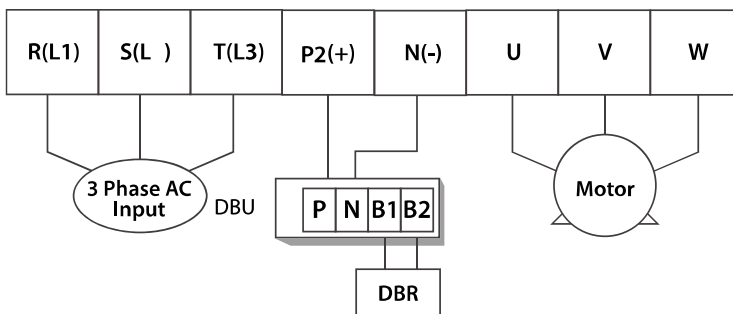 R(L1) S(L ) T(L3) P2(+) N(-) U V W
3 Phase AC
Input
DBU
P N B1 B2
Motor
DBR